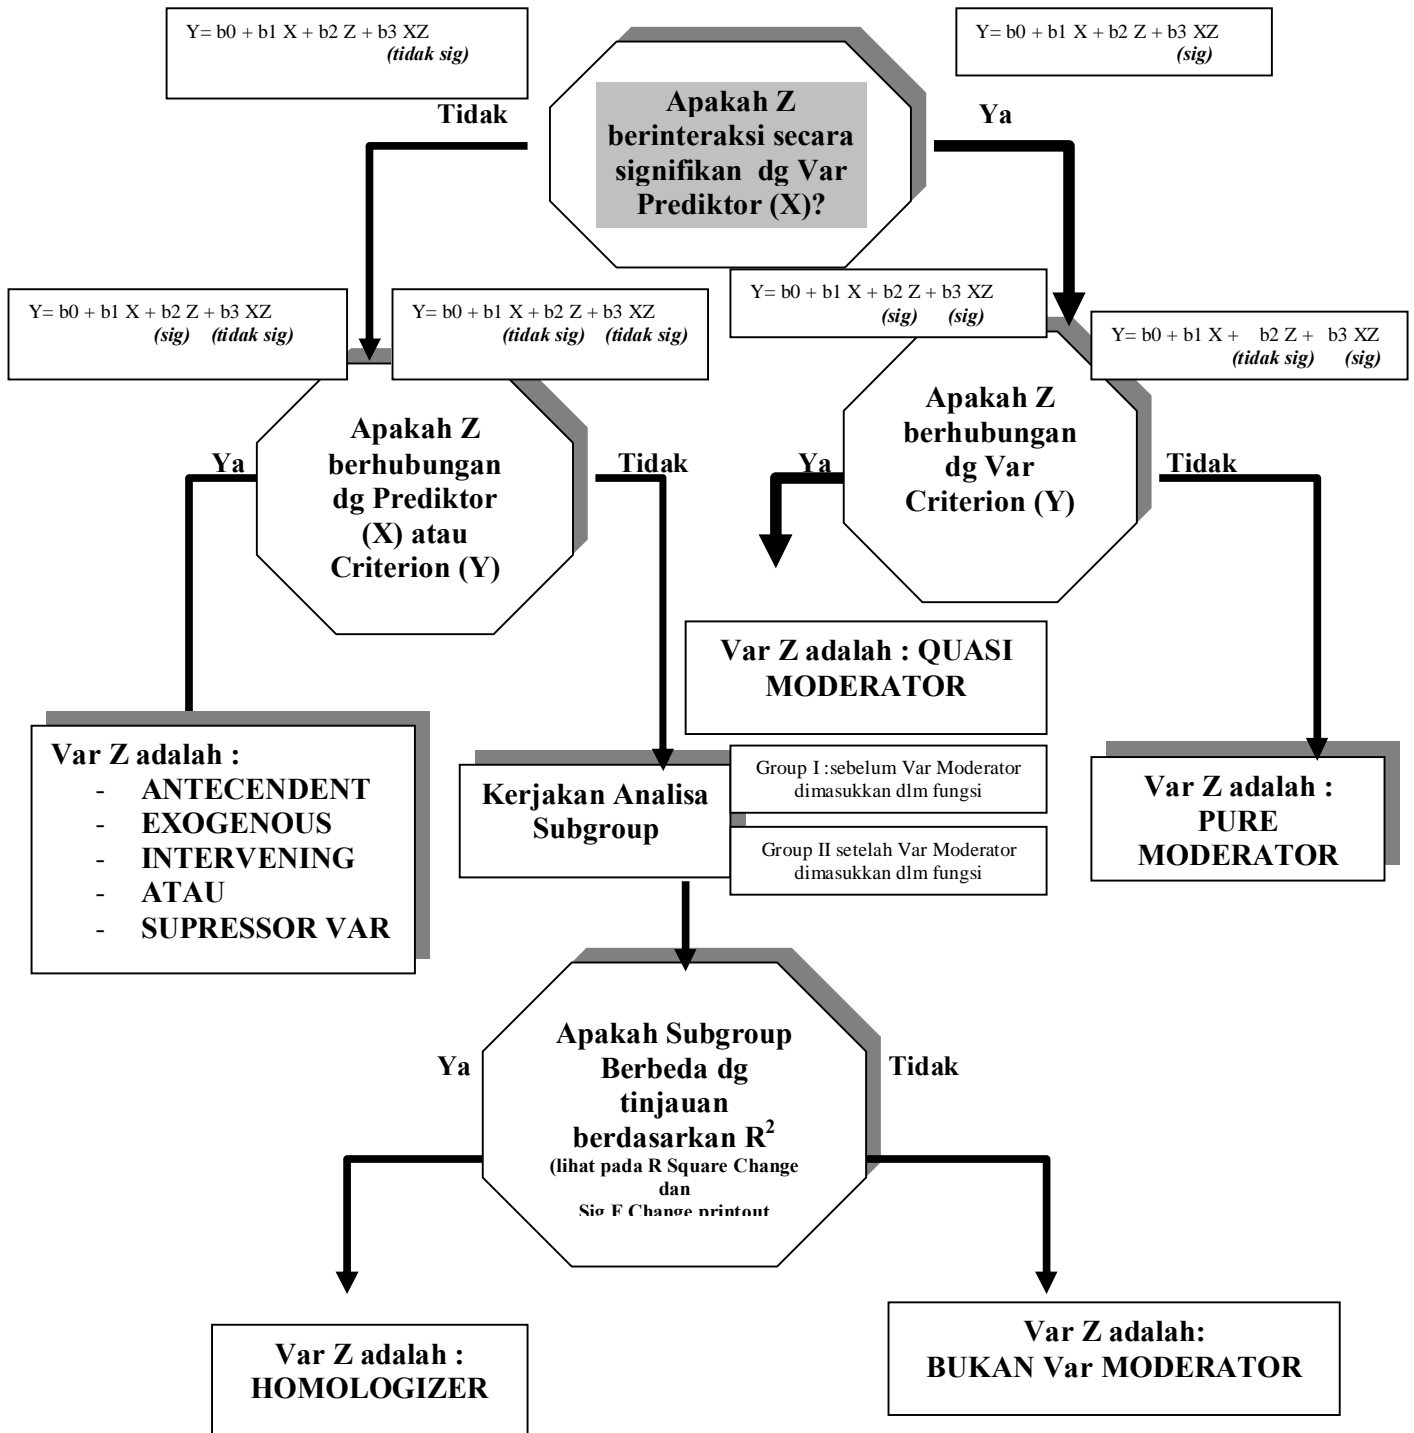 Y= b0 + b1 X + b2 Z + b3 XZ
(tidak sig)
Y= b0 + b1 X + b2 Z + b3 XZ
(sig)
Apakah Z
berinteraksi secara
signifikan dg Var
Prediktor (X)?
Tidak
Ya
Y= b0 + b1 X + b2 Z + b3 XZ
(sig) (tidak sig)
Y= b0 + b1 X + b2 Z + b3 XZ
(tidak sig) (tidak sig)
Y= b0 + b1 X + b2 Z + b3 XZ
(sig) (sig)
Y= b0 + b1 X + b2 Z + b3 XZ
(tidak sig) (sig)
Apakah Z
berhubungan
dg Prediktor
(X) atau
Criterion (Y)
Ya
Tidak
Apakah Z
berhubungan
dg Var
Criterion (Y)
Ya
Tidak
Var Z adalah : QUASI
MODERATOR
Var Z adalah :
- ANTECENDENT
- EXOGENOUS
- INTERVENING
- ATAU
- SUPRESSOR VAR
Kerjakan Analisa
Subgroup
Group I :sebelum Var Moderator
dimasukkan dlm fungsi
Group II setelah Var Moderator
dimasukkan dlm fungsi
Var Z adalah :
PURE
MODERATOR
Apakah Subgroup
Berbeda dg
tinjauan
berdasarkan R²
(lihat pada R Square Change
dan
Sig F Change printout
Ya
Tidak
Var Z adalah :
HOMOLOGIZER
Var Z adalah:
BUKAN Var MODERATOR